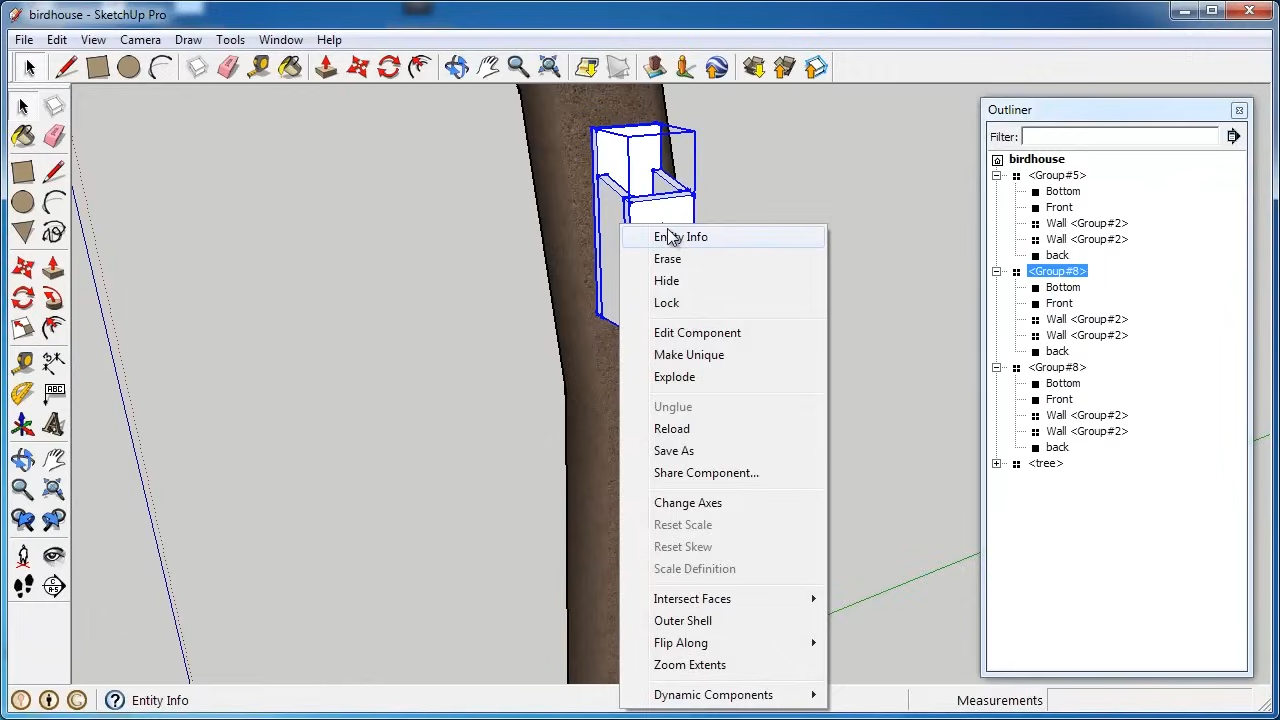 birdhouse - SketchUp Pro
File Edit View Camera Draw Tools Window Help
Outliner
Filter:
birdhouse
<Group#5>
Bottom
Front
Wall <Group#2>
Wall <Group#2>
back
<Group#8>
Bottom
Front
Wall <Group#2>
Wall <Group#2>
back
<Group#8>
Bottom
Front
Wall <Group#2>
Wall <Group#2>
back
<tree>
Entity Info
Erase
Hide
Lock
Edit Component
Make Unique
Explode
Unglue
Reload
Save As
Share Component...
Change Axes
Reset Scale
Reset Skew
Scale Definition
Intersect Faces
Outer Shell
Flip Along
Zoom Extents
Dynamic Components
ABC
A
Entity Info
Measurements